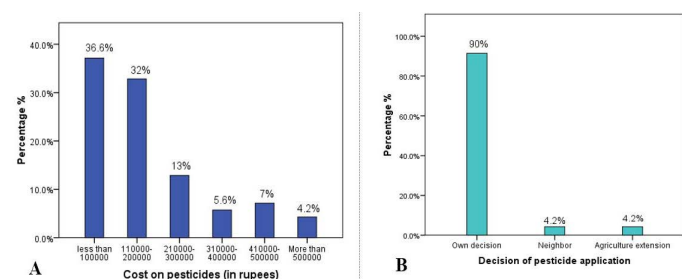 40.0%
30.0%
20.0%
10.0%
0.0%
Percentage %
36.6%
32%
13%
5.6%
7%
4.2%
less than
100000
110000-
200000
210000-
300000
310000-
400000
410000-
500000
More than
500000
Cost on pesticides (in rupees)
A
100.0%
80.0%
60.0%
40.0%
20.0%
0.0%
Percentage %
90%
4.2%
4.2%
Own decision
Neighbor
Agriculture extension
Decision of pesticide application
B